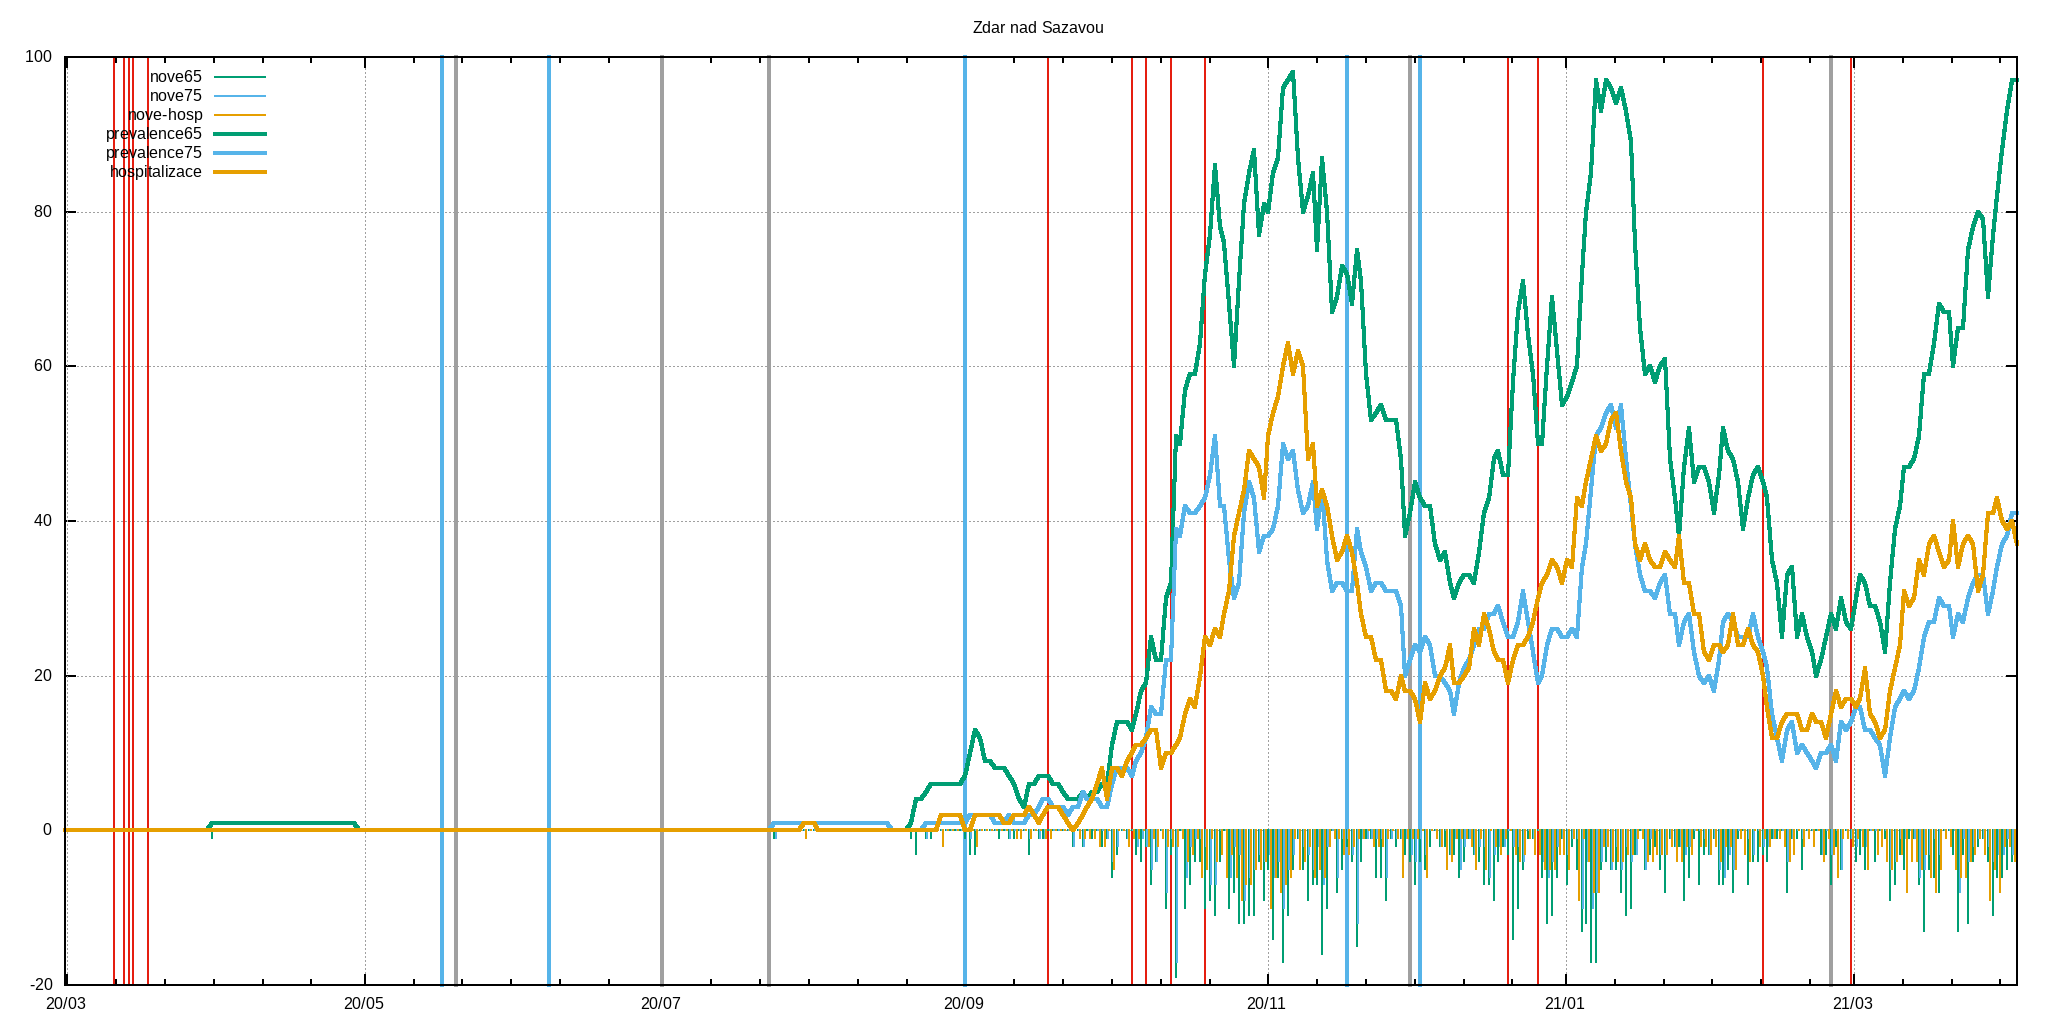 Zdar nad Sazavou
100
nove65
nove75
nove-hosp
prevalence65
prevalence75
hospitalizace
80
60
40
20
0
-20
20/03 20/05 20/07 20/09 20/11 21/01 21/03